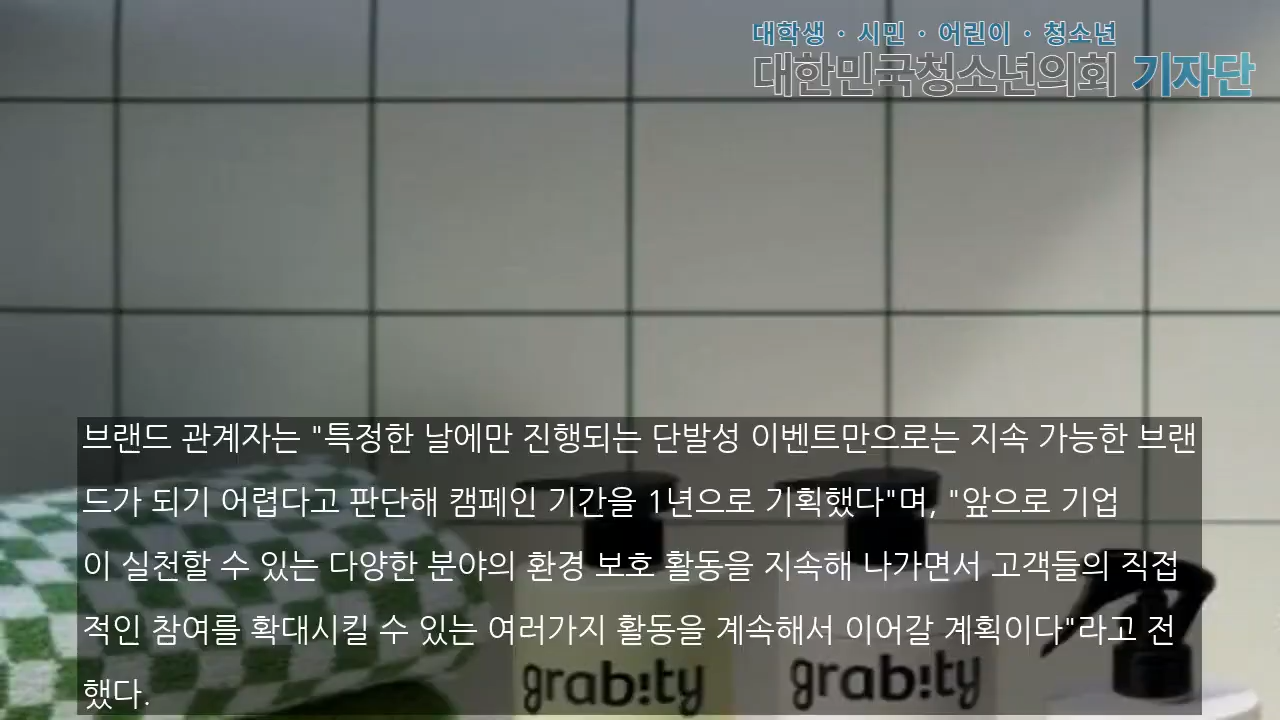 대학생 · 시민 · 어린이 · 청소년
대한민국청소년의회 기자단
브랜드 관계자는 "특정한 날에만 진행되는 단발성 이벤트만으로는 지속 가능한 브랜
드가 되기 어렵다고 판단해 캠페인 기간을 1년으로 기획했다"며, "앞으로 기업
이 실천할 수 있는 다양한 분야의 환경 보호 활동을 지속해 나가면서 고객들의 직접
적인 참여를 확대시킬 수 있는 여러가지 활동을 계속해서 이어갈 계획이다"라고 전
했다.
grab!ty grab!ty